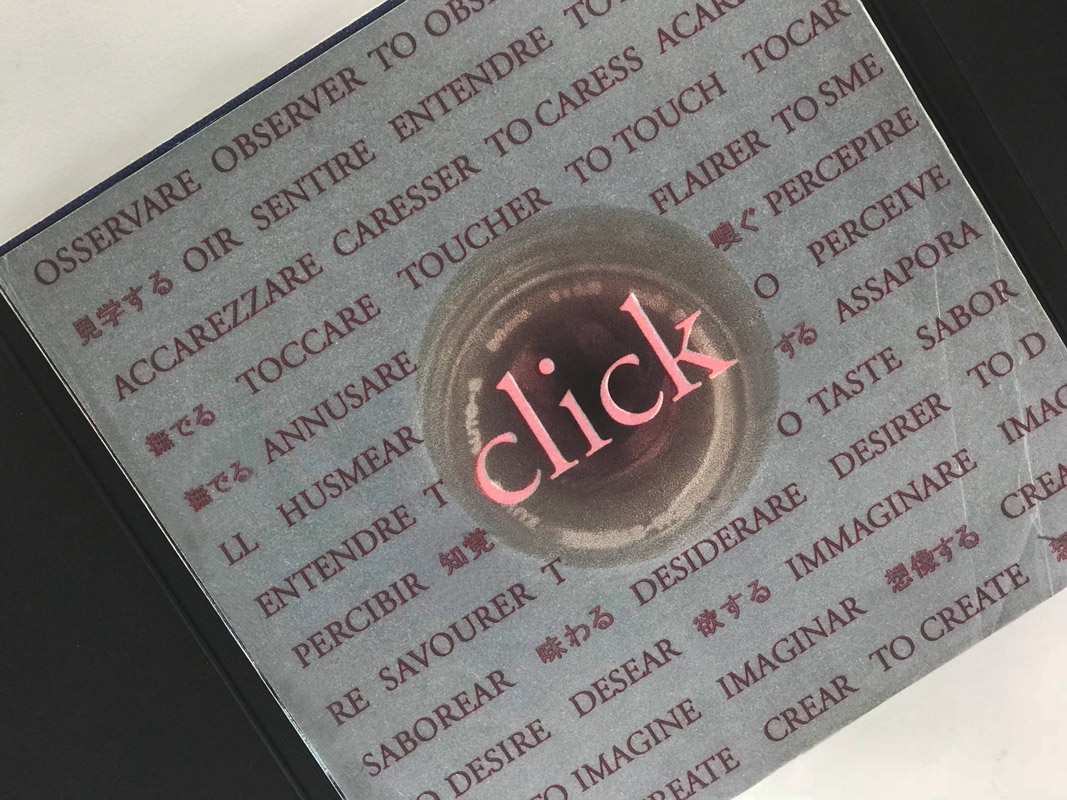 OSSERVARE OBSERVER TO OBS
見学する OIR SENTIRE ENTENDRE TO
ACCAREZZARE CARESSER TO CARESS ACAR
撫でる TOCCARE TOUCHER TO TOUCH TOCAR
撫でる ANNUSARE FLAIRER TO SME
LL HUSMEAR 嗅ぐ PERCEPIRE
ENTENDRE T O PERCEIVE
PERCIBIR 知覚 する ASSAPORA
RE SAVOURER T O TASTE SABOR
SABOREAR 味わる DESIDERARE DESIRER TO D
O DESIRE DESEAR 欲する IMMAGINARE IMAG
TO IMAGINE IMAGINAR 想像する CREA
REATE CREAR TO CREATE 想
click